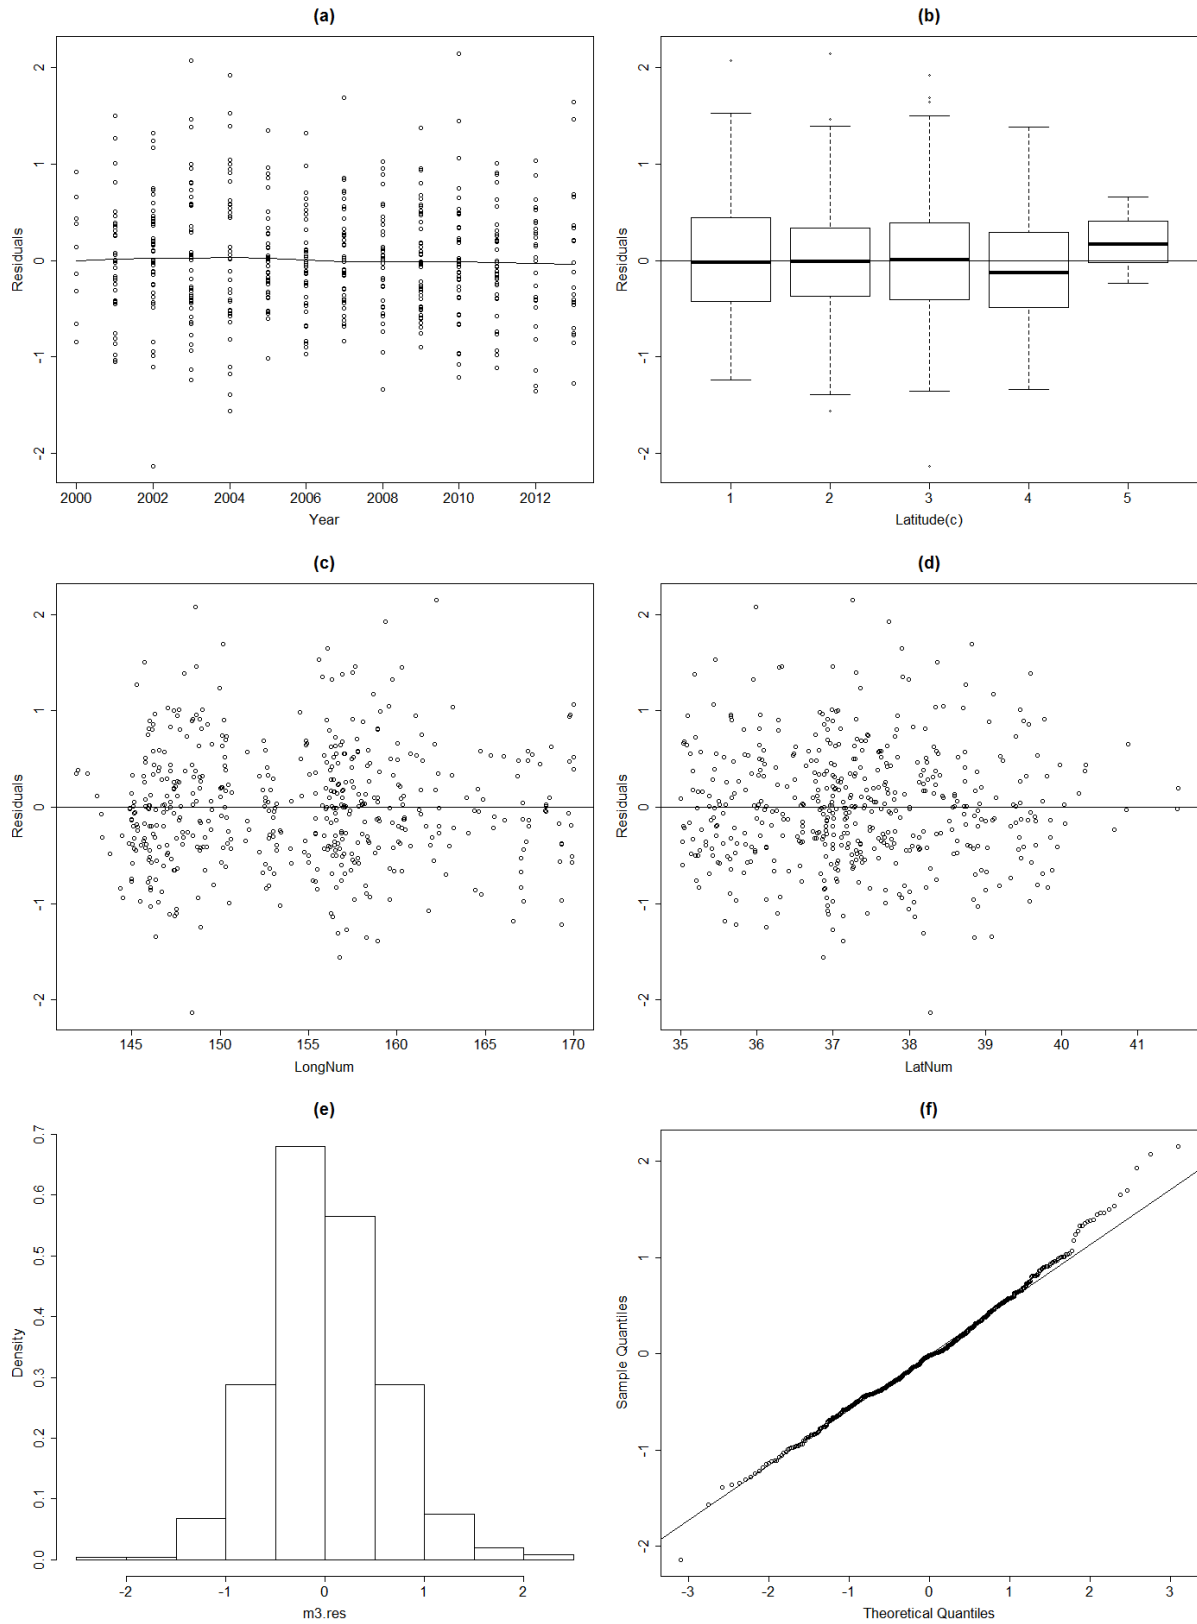 (a)
2
1
0
-1
-2
Residuals
2000 2002 2004 2006 2008 2010 2012
Year
(b)
2
1
0
-1
-2
Residuals
1 2 3 4 5
Latitude(c)
(c)
2
1
0
-1
-2
Residuals
145 150 155 160 165 170
LongNum
(d)
2
1
0
-1
-2
Residuals
35 36 37 38 39 40 41
LatNum
(e)
0.7
0.6
0.5
0.4
0.3
0.2
0.1
0.0
Density
-2 -1 0 1 2
m3.res
(f)
2
1
0
-1
-2
Sample Quantiles
-3 -2 -1 0 1 2 3
Theoretical Quantiles